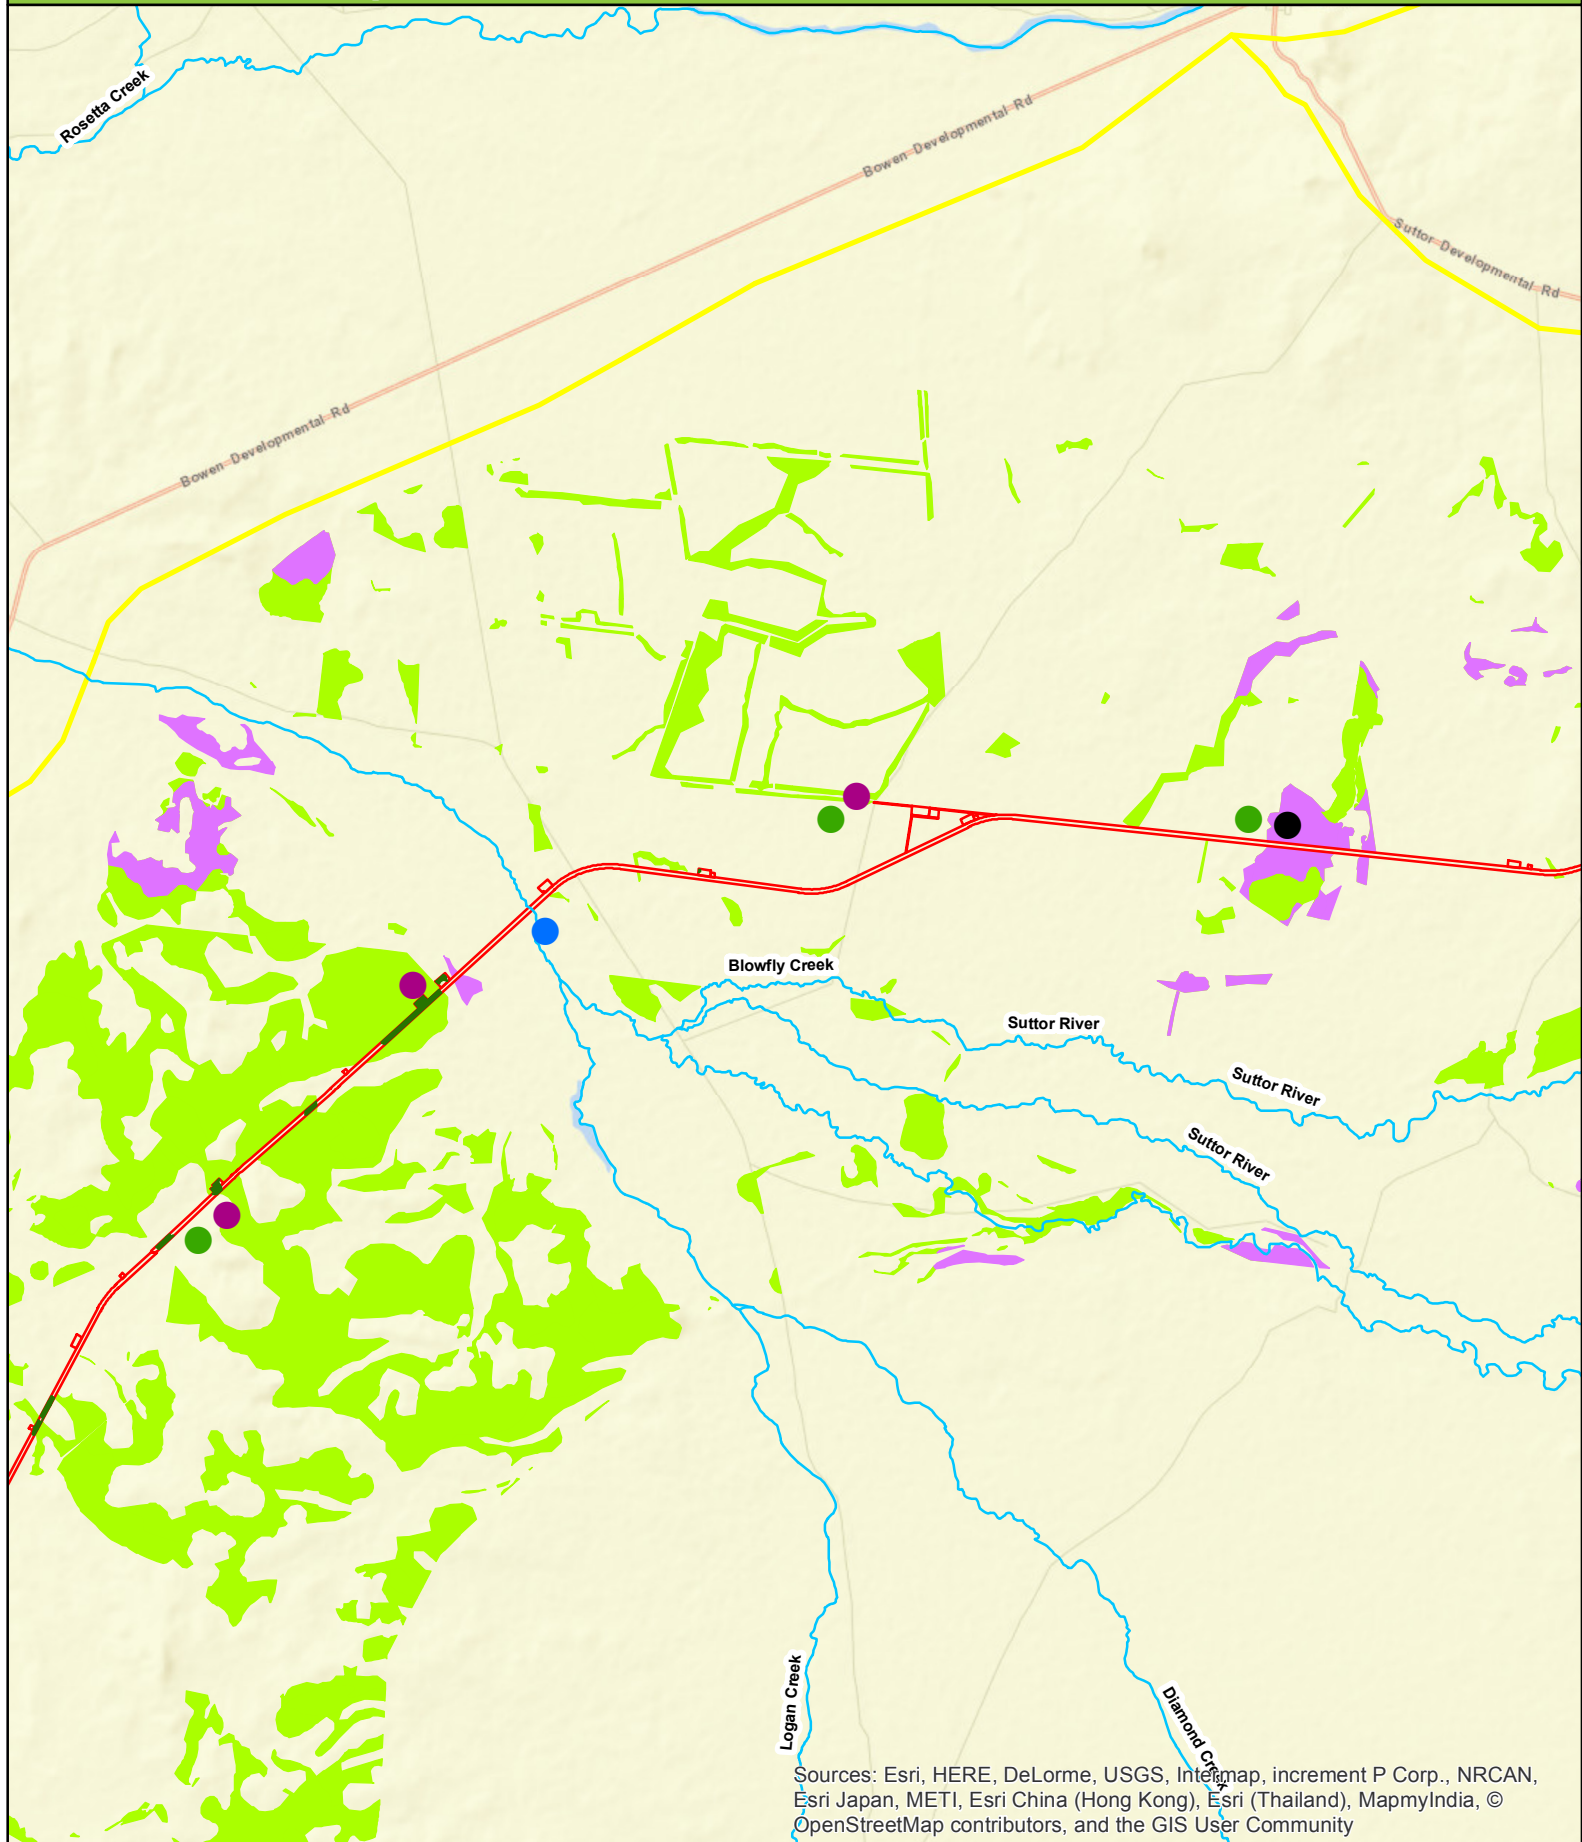 Rosetta Creek
Bowen Developmental Rd
Suttor Developmental Rd
Bowen Developmental Rd
Blowfly Creek
Suttor River
Suttor River
Suttor River
Logan Creek
Diamond Creek
Sources: Esri, HERE, DeLorme, USGS, Intermap, increment P Corp., NRCAN,
Esri Japan, METI, Esri China (Hong Kong), Esri (Thailand), MapmyIndia, ©
OpenStreetMap contributors, and the GIS User Community